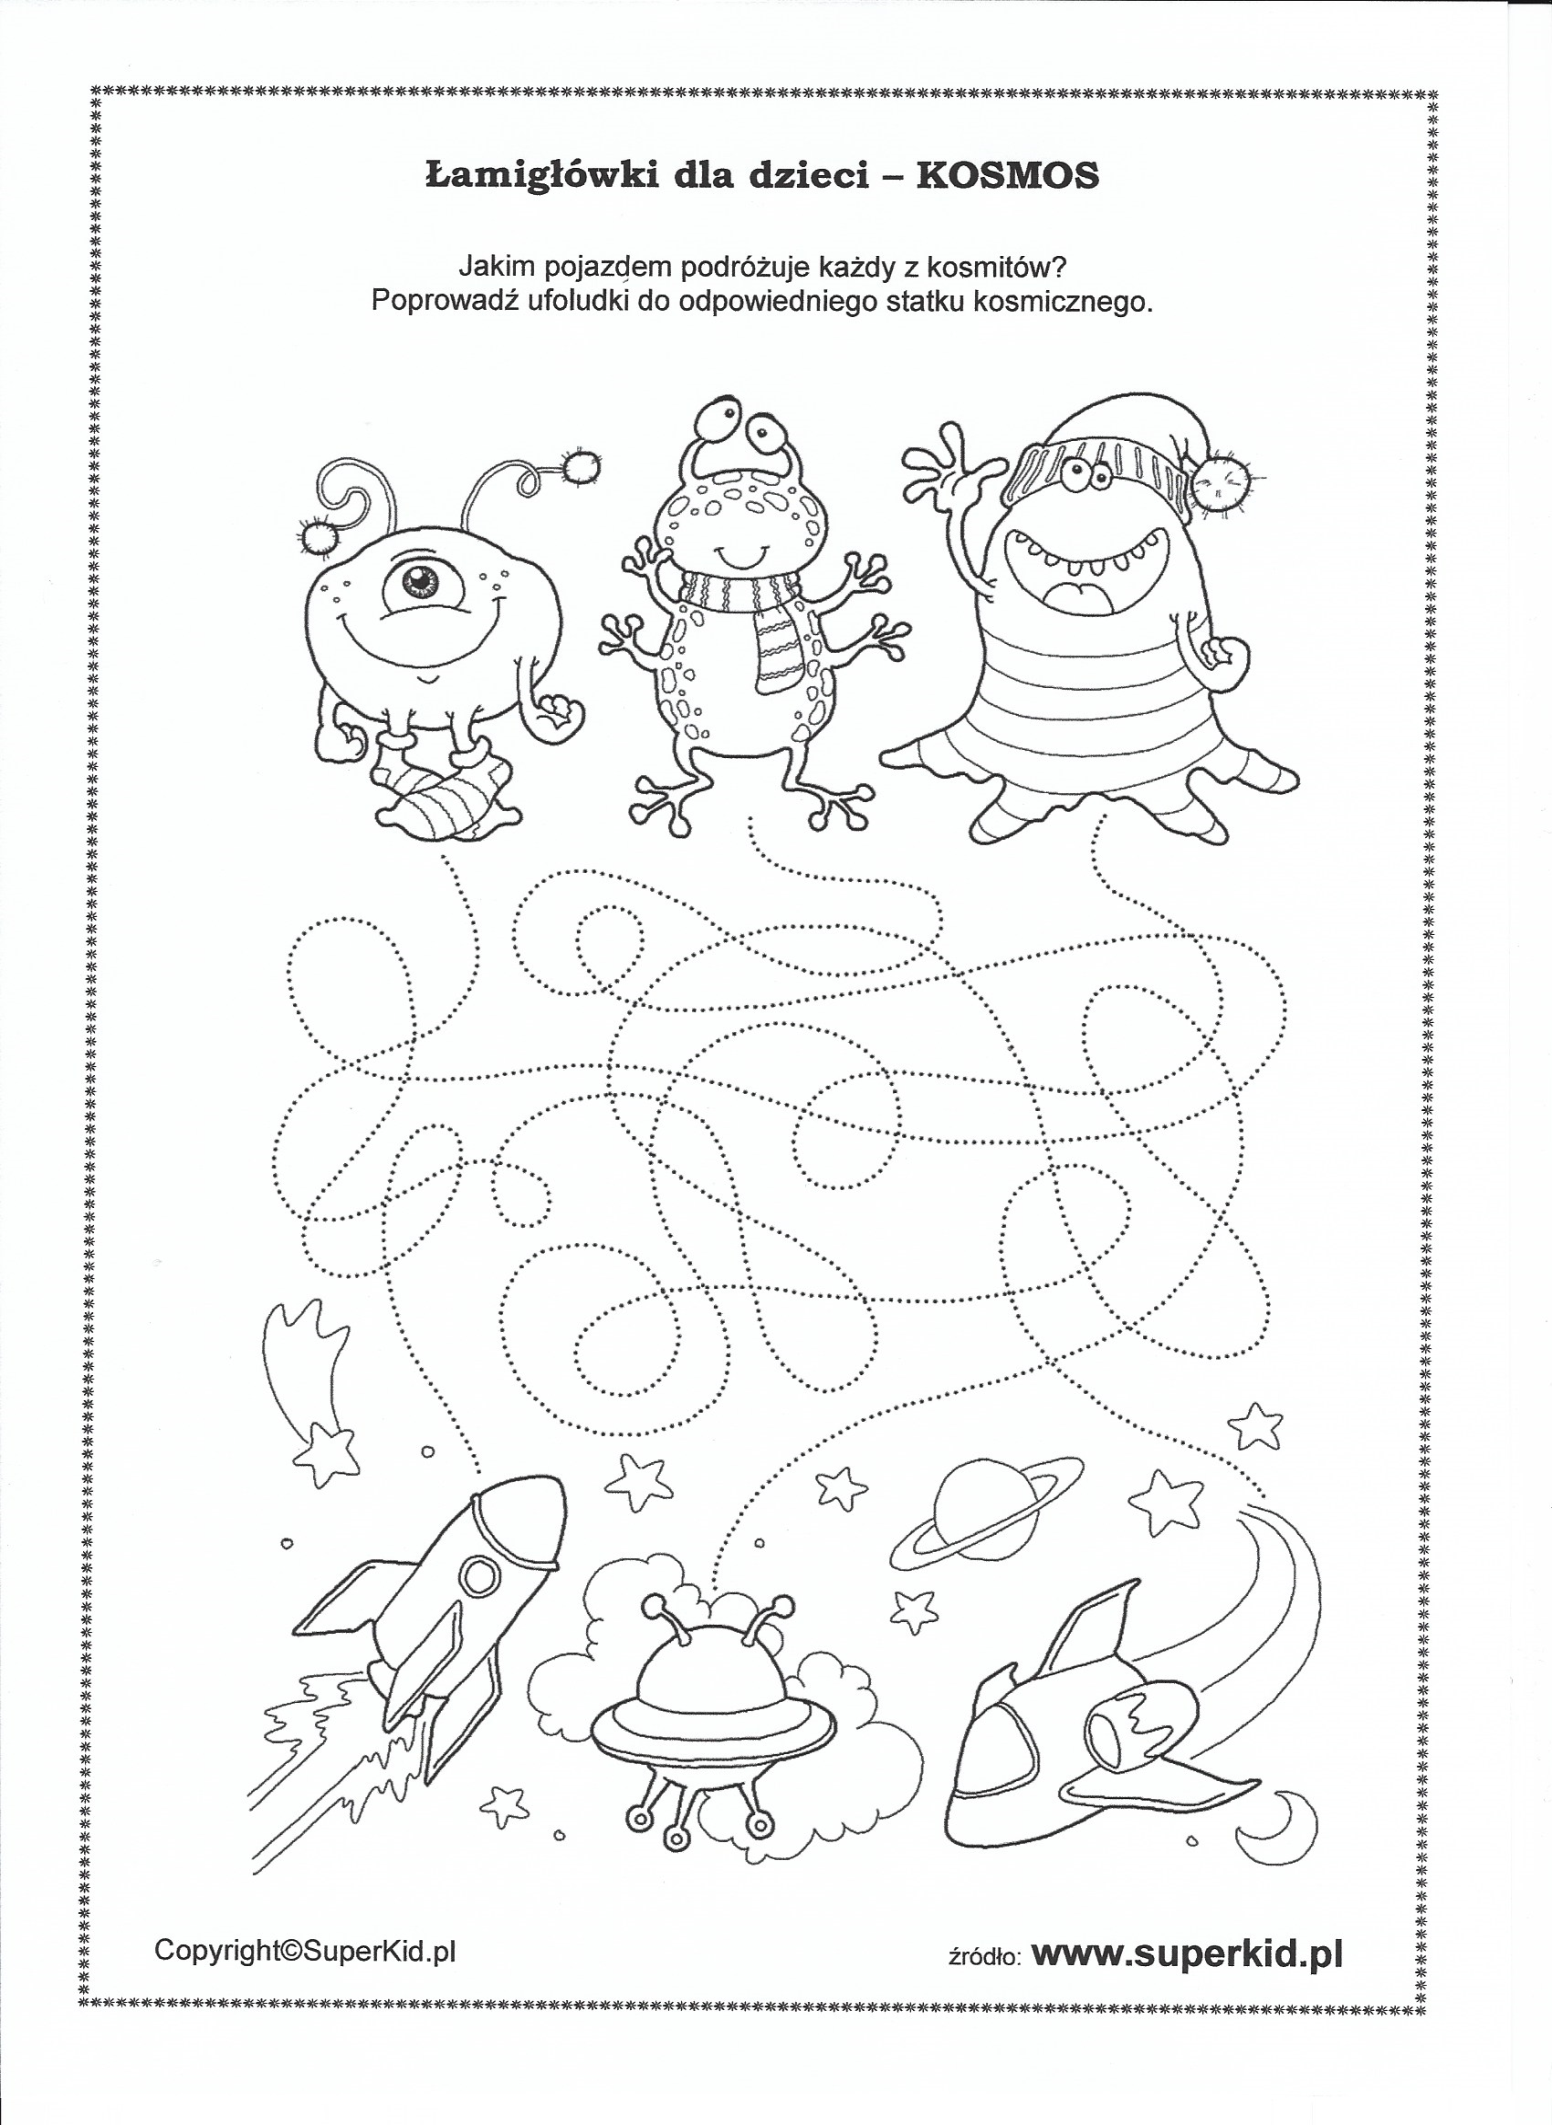 Łamigłówki dla dzieci – KOSMOS
Jakim pojazdem podróżuje każdy z kosmitów?
Poprowadź ufoludki do odpowiedniego statku kosmicznego.
Copyright©SuperKid.pl
źródło: www.superkid.pl